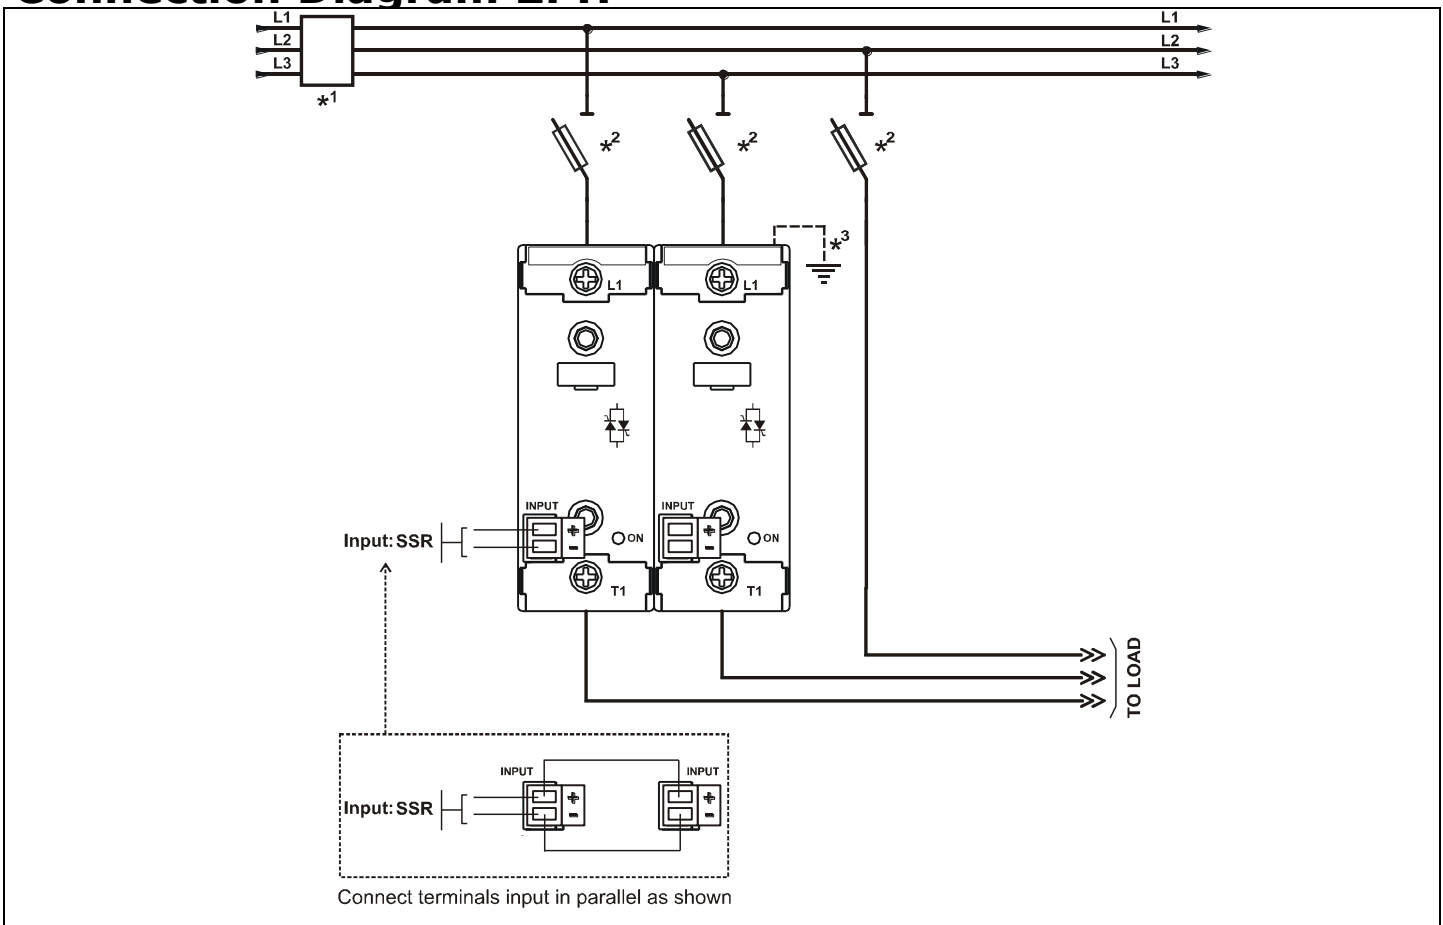 L1 L1
L2 L2
L3 L3
*1
*2 *2 *2
*3
L1 L1
INPUT INPUT
+ +
Input: SSR
ON ON
- -
T1 T1
TO LOAD
INPUT INPUT
+ +
Input: SSR
- -
Connect terminals input in parallel as shown